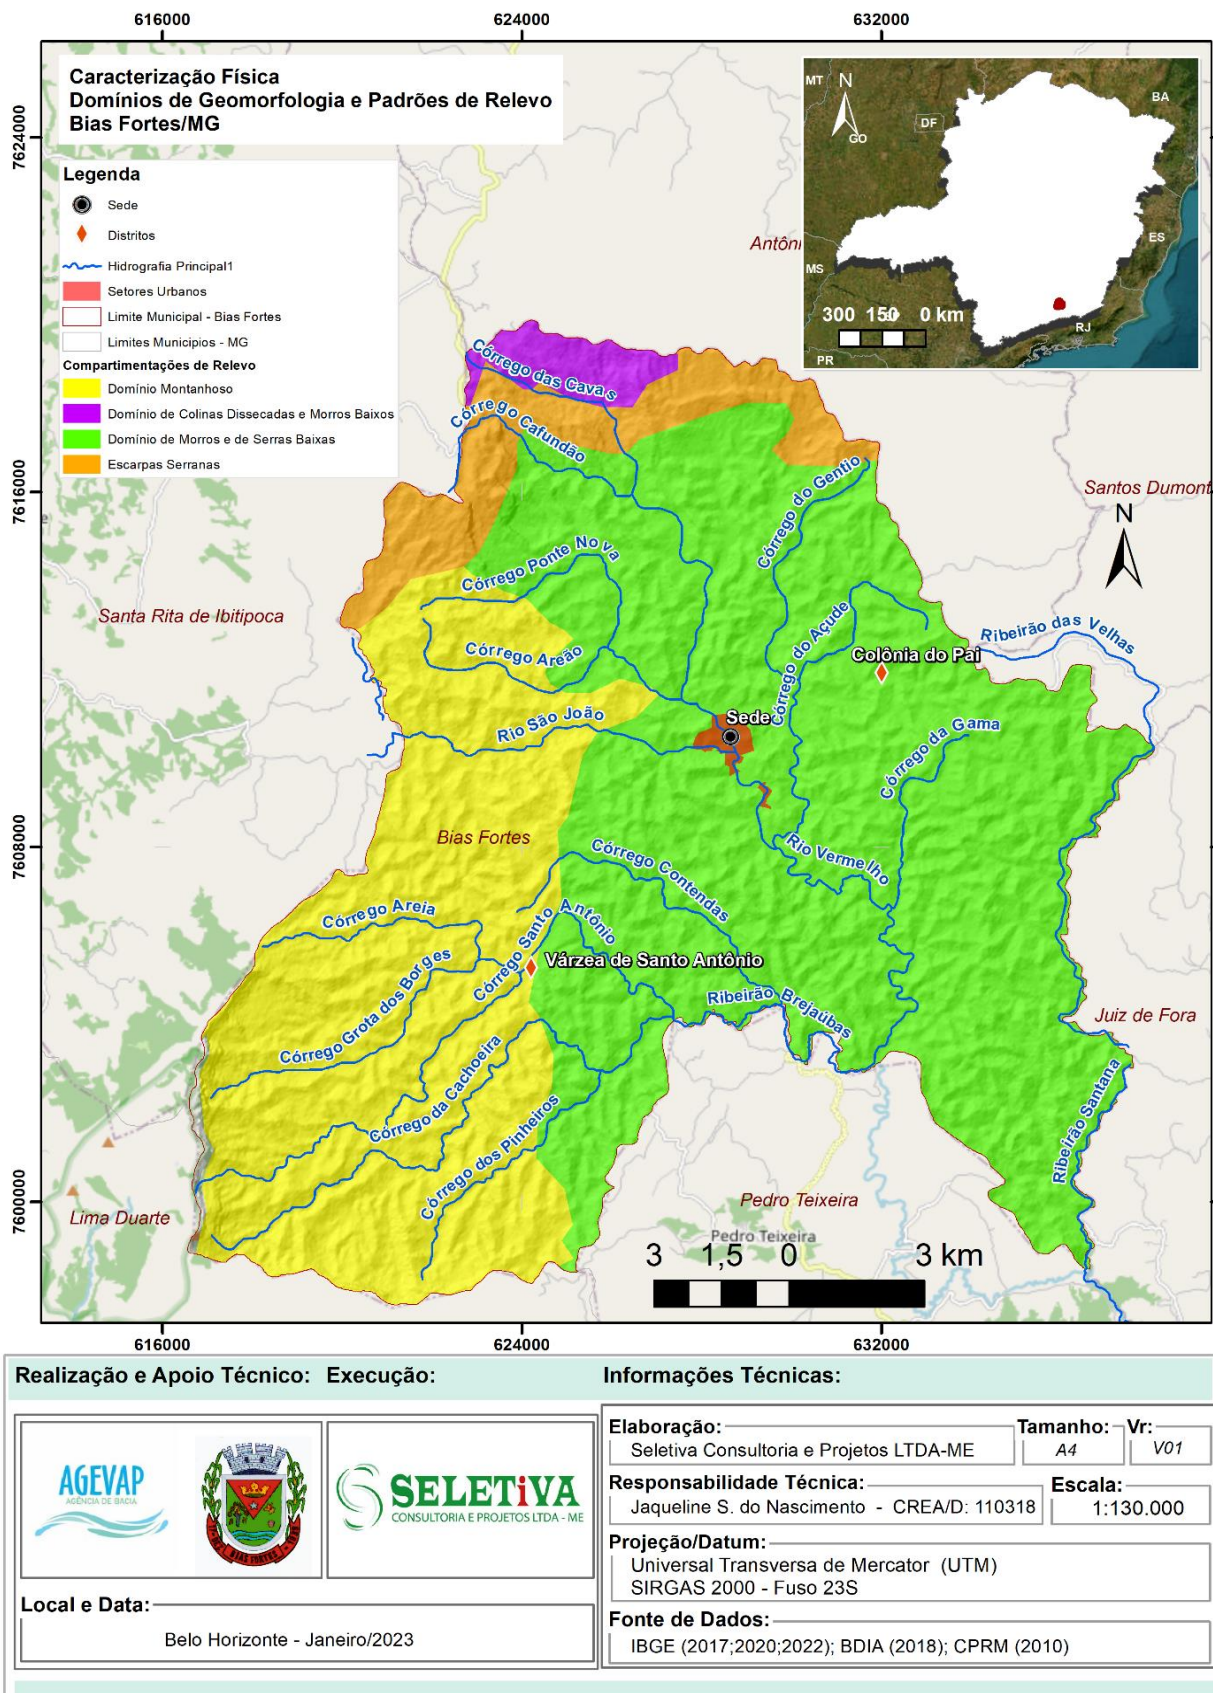 616000
624000
632000
Caracterização Física
Domínios de Geomorfologia e Padrões de Relevo
Bias Fortes/MG
7624000
7616000
7608000
7600000
Legenda
Sede
Distritos
Hidrografia Principal1
Setores Urbanos
Limite Municipal - Bias Fortes
Limites Municipios - MG
Compartimentações de Relevo
Domínio Montanhoso
Domínio de Colinas Dissecadas e Morros Baixos
Domínio de Morros e de Serras Baixas
Escarpas Serranas
MT
N
BA
DF
GO
ES
MS
300 150 0 km
RJ
PR
Antôni
Córrego das Cavas
Córrego Cafundão
Córrego do Gentio
Santos Dumont
N
Córrego Ponte Nova
Santa Rita de Ibitipoca
Córrego do Açude
Ribeirão das Velhas
Córrego Areão
Colônia do Pai
Rio São João
Sede
Córrego da Gama
Bias Fortes
Córrego Contendas
Rio Vermelho
Córrego Areia
Córrego Santo Antônio
Várzea de Santo Antônio
Córrego Grota dos Borges
Ribeirão Brejaúbas
Juiz de Fora
Córrego da Cachoeira
Córrego dos Pinheiros
Ribeirão Santana
Lima Duarte
Pedro Teixeira
Pedro Teixeira
3 1,5 0 3 km
616000
624000
632000
Realização e Apoio Técnico:
Execução:
Informações Técnicas:
AGEVAP
AGÊNCIA DE BACIA
BIAS FORTES
SELETiVA
CONSULTORIA E PROJETOS LTDA - ME
Elaboração:
Seletiva Consultoria e Projetos LTDA-ME
Tamanho:
A4
Vr:
V01
Responsabilidade Técnica:
Jaqueline S. do Nascimento - CREA/D: 110318
Escala:
1:130.000
Projeção/Datum:
Universal Transversa de Mercator (UTM)
SIRGAS 2000 - Fuso 23S
Local e Data:
Belo Horizonte - Janeiro/2023
Fonte de Dados:
IBGE (2017;2020;2022); BDIA (2018); CPRM (2010)